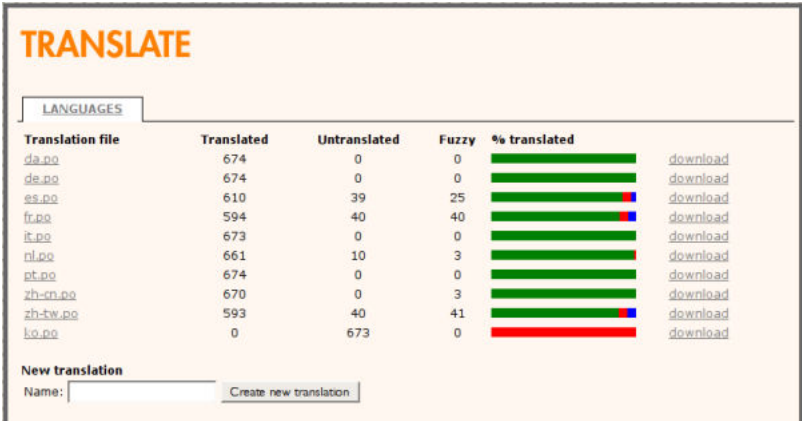 TRANSLATE
LANGUAGES
Translation file Translated Untranslated Fuzzy % translated
da.po 674 0 0 download
de.po 674 0 0 download
es.po 610 39 25 download
fr.po 594 40 40 download
it.po 673 0 0 download
nl.po 661 10 3 download
pt.po 674 0 0 download
zh-cn.po 670 0 3 download
zh-tw.po 593 40 41 download
ko.po 0 673 0 download
New translation
Name: Create new translation